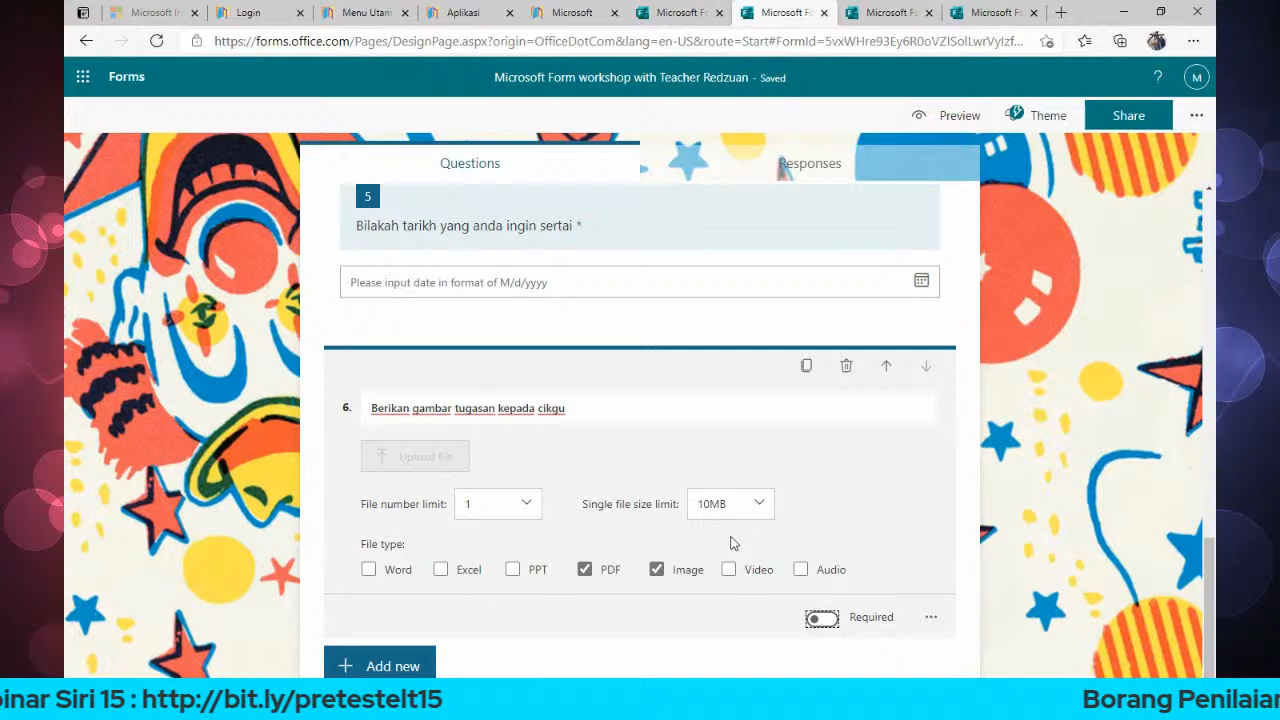 Microsoft In
Login
Menu Utam
Aplikasi
Microsoft
Microsoft Fo
Microsoft Fo
Microsoft Fo
Microsoft Fo
https://forms.office.com/Pages/DesignPage.aspx?origin=OfficeDotCom&lang=en-US&route=Start#FormId=5vxWHre93Ey6R0oVZISolLwrVyIzf...
Forms
Microsoft Form workshop with Teacher Redzuan - Saved
? M
Preview Theme Share
Questions Responses
5
Bilakah tarikh yang anda ingin sertai *
Please input date in format of M/d/yyyy
6. Berikan gambar tugasan kepada cikgu
Upload file
File number limit: 1 Single file size limit: 10MB
File type:
Word Excel PPT PDF Image Video Audio
Required
Add new
inar Siri 15 : http://bit.ly/pretestelt15 Borang Penilaian